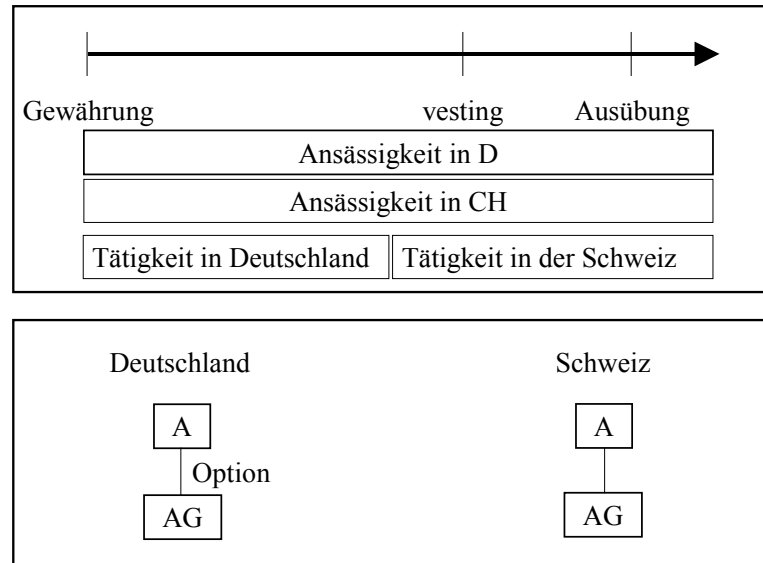 Gewährung vesting Ausübung
Ansässigkeit in D
Ansässigkeit in CH
Tätigkeit in Deutschland Tätigkeit in der Schweiz
Deutschland Schweiz
A A
Option
AG AG